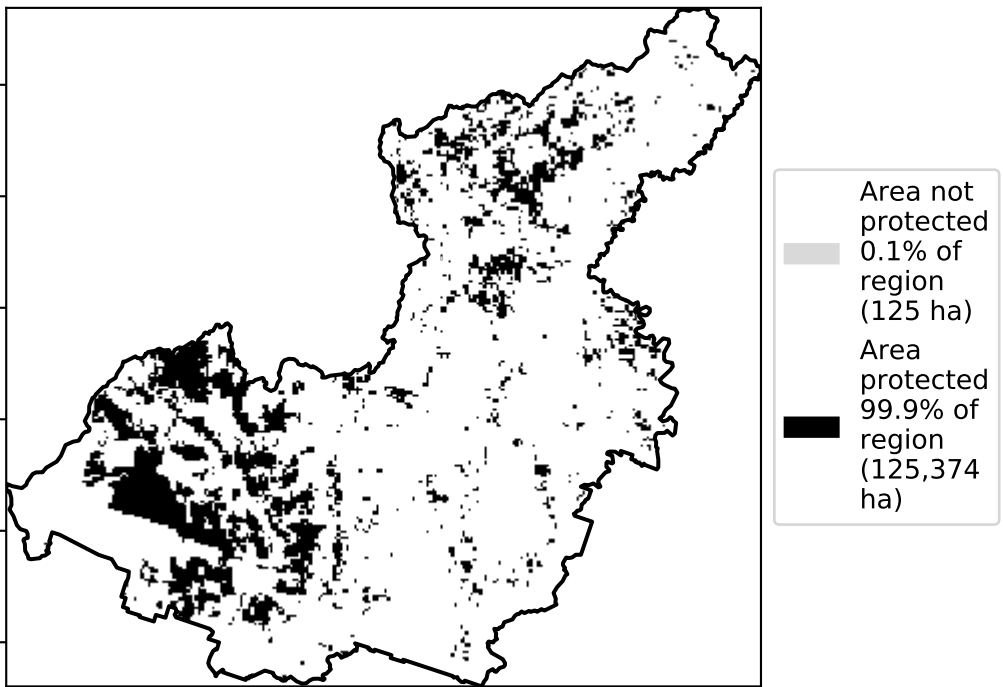 Area not
protected
0.1% of
region
(125 ha)
Area
protected
99.9% of
region
(125,374
ha)